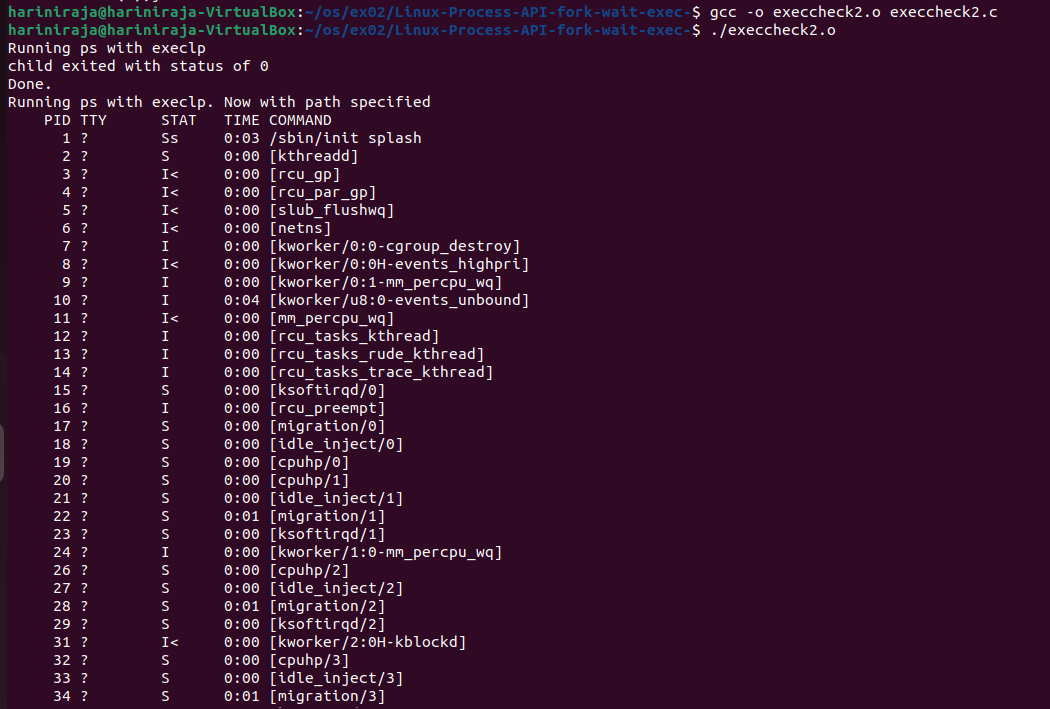 hariniraja@hariniraja-VirtualBox:~/os/ex02/Linux-Process-API-fork-wait-exec-$ gcc -o execcheck2.o execcheck2.c
hariniraja@hariniraja-VirtualBox:~/os/ex02/Linux-Process-API-fork-wait-exec-$ ./execcheck2.o
Running ps with execlp
child exited with status of 0
Done.
Running ps with execlp. Now with path specified
    PID TTY      STAT   TIME COMMAND
      1 ?        Ss     0:03 /sbin/init splash
      2 ?        S      0:00 [kthreadd]
      3 ?        I<     0:00 [rcu_gp]
      4 ?        I<     0:00 [rcu_par_gp]
      5 ?        I<     0:00 [slub_flushwq]
      6 ?        I<     0:00 [netns]
      7 ?        I      0:00 [kworker/0:0-cgroup_destroy]
      8 ?        I<     0:00 [kworker/0:0H-events_highpri]
      9 ?        I      0:00 [kworker/0:1-mm_percpu_wq]
     10 ?        I      0:04 [kworker/u8:0-events_unbound]
     11 ?        I<     0:00 [mm_percpu_wq]
     12 ?        I      0:00 [rcu_tasks_kthread]
     13 ?        I      0:00 [rcu_tasks_rude_kthread]
     14 ?        I      0:00 [rcu_tasks_trace_kthread]
     15 ?        S      0:00 [ksoftirqd/0]
     16 ?        I      0:00 [rcu_preempt]
     17 ?        S      0:00 [migration/0]
     18 ?        S      0:00 [idle_inject/0]
     19 ?        S      0:00 [cpuhp/0]
     20 ?        S      0:00 [cpuhp/1]
     21 ?        S      0:00 [idle_inject/1]
     22 ?        S      0:01 [migration/1]
     23 ?        S      0:00 [ksoftirqd/1]
     24 ?        I      0:00 [kworker/1:0-mm_percpu_wq]
     26 ?        S      0:00 [cpuhp/2]
     27 ?        S      0:00 [idle_inject/2]
     28 ?        S      0:01 [migration/2]
     29 ?        S      0:00 [ksoftirqd/2]
     31 ?        I<     0:00 [kworker/2:0H-kblockd]
     32 ?        S      0:00 [cpuhp/3]
     33 ?        S      0:00 [idle_inject/3]
     34 ?        S      0:01 [migration/3]